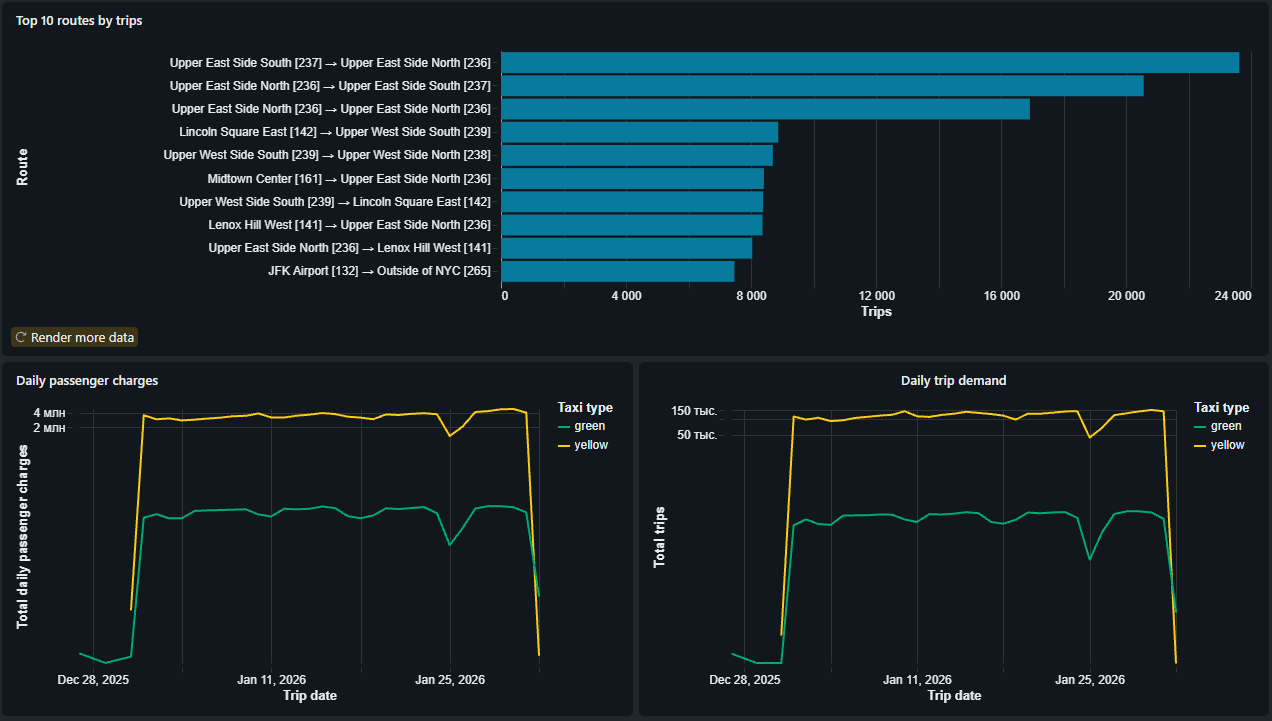 Top 10 routes by trips
Route
Upper East Side South [237] → Upper East Side North [236]
Upper East Side North [236] → Upper East Side South [237]
Upper East Side North [236] → Upper East Side North [236]
Lincoln Square East [142] → Upper West Side South [239]
Upper West Side South [239] → Upper West Side North [238]
Midtown Center [161] → Upper East Side North [236]
Upper West Side South [239] → Lincoln Square East [142]
Lenox Hill West [141] → Upper East Side North [236]
Upper East Side North [236] → Lenox Hill West [141]
JFK Airport [132] → Outside of NYC [265]
0 4 000 8 000 12 000 16 000 20 000 24 000
Trips
Render more data
Daily passenger charges
Total daily passenger charges
4 млн
2 млн
Dec 28, 2025 Jan 11, 2026 Jan 25, 2026
Trip date
Taxi type
green
yellow
Daily trip demand
Total trips
150 тыс.
50 тыс.
Dec 28, 2025 Jan 11, 2026 Jan 25, 2026
Trip date
Taxi type
green
yellow